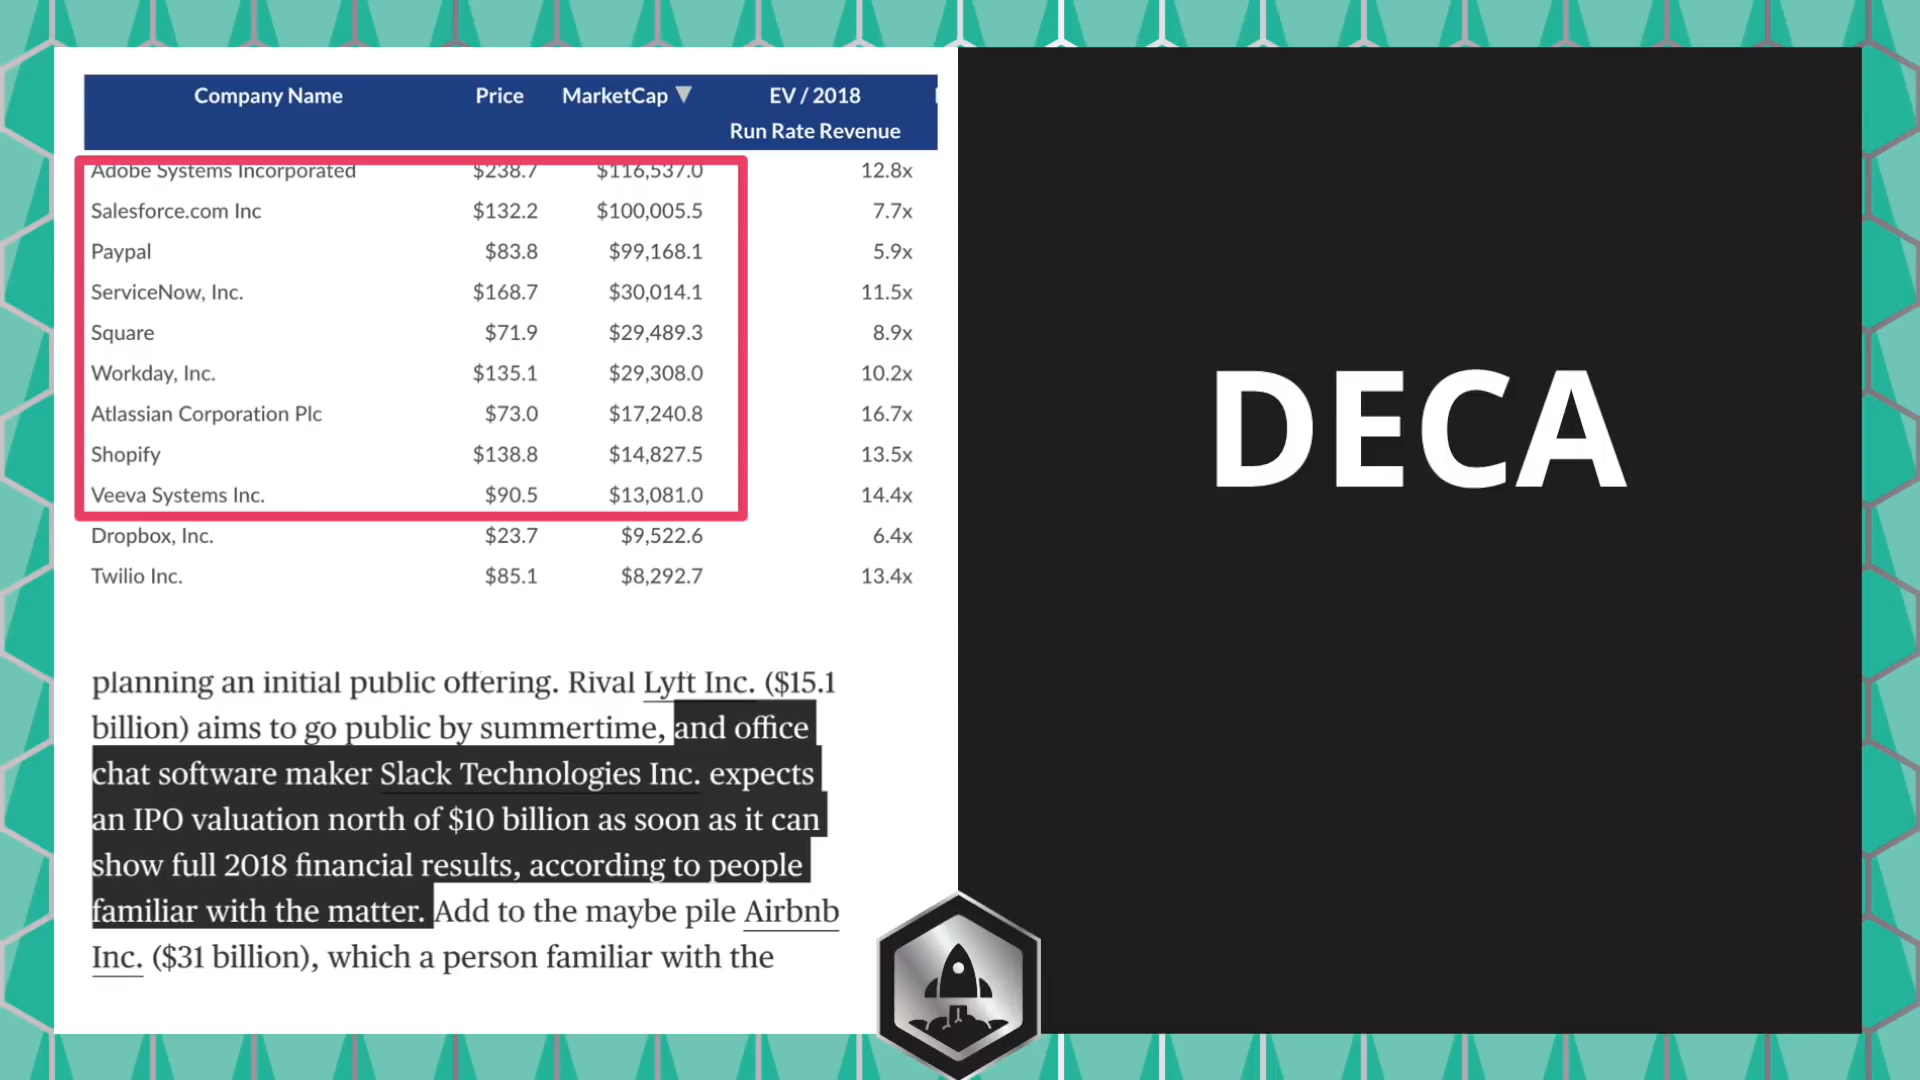 Company Name Price MarketCap ▼ EV / 2018
Run Rate Revenue
Adobe Systems Incorporated $238.7 $116,537.0 12.8x
Salesforce.com Inc $132.2 $100,005.5 7.7x
Paypal $83.8 $99,168.1 5.9x
ServiceNow, Inc. $168.7 $30,014.1 11.5x
Square $71.9 $29,489.3 8.9x
Workday, Inc. $135.1 $29,308.0 10.2x
Atlassian Corporation Plc $73.0 $17,240.8 16.7x
Shopify $138.8 $14,827.5 13.5x
Veeva Systems Inc. $90.5 $13,081.0 14.4x
Dropbox, Inc. $23.7 $9,522.6 6.4x
Twilio Inc. $85.1 $8,292.7 13.4x
planning an initial public offering. Rival Lyft Inc. ($15.1
billion) aims to go public by summertime, and office
chat software maker Slack Technologies Inc. expects
an IPO valuation north of $10 billion as soon as it can
show full 2018 financial results, according to people
familiar with the matter. Add to the maybe pile Airbnb
Inc. ($31 billion), which a person familiar with the
DECA